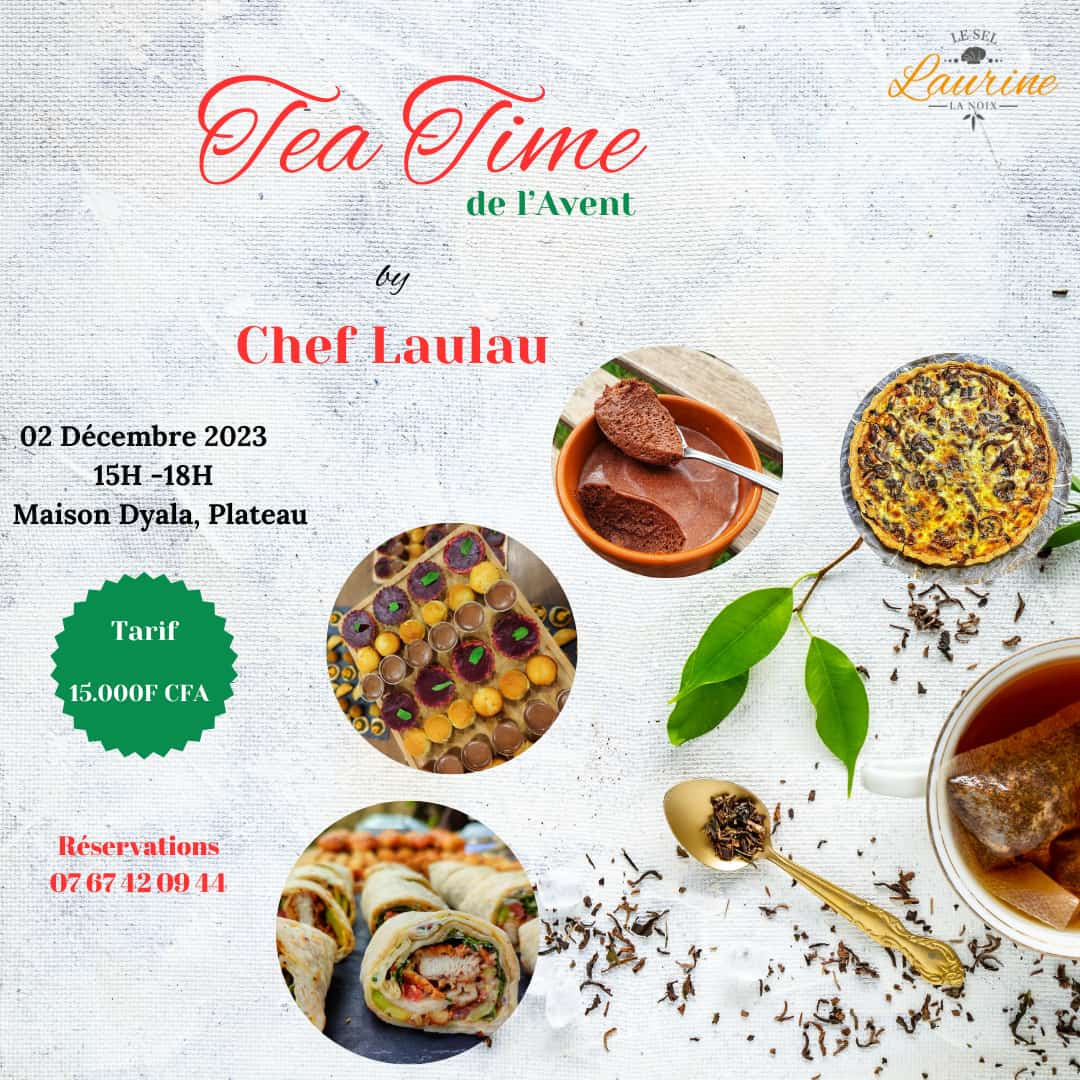 LE SEL
Laurine
LA NOIX
Tea Time
de l'Avent
by
Chef Laulau
02 Décembre 2023
15H -18H
Maison Dyala, Plateau
Tarif
15.000F CFA
Réservations
07 67 42 09 44